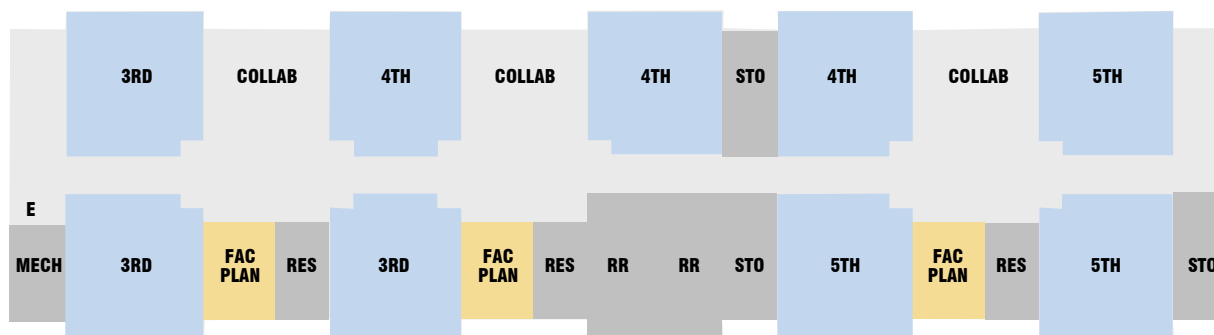 3RD COLLAB 4TH COLLAB 4TH STO 4TH COLLAB 5TH
E
MECH 3RD FAC PLAN RES 3RD FAC PLAN RES RR RR STO 5TH FAC PLAN RES 5TH STO